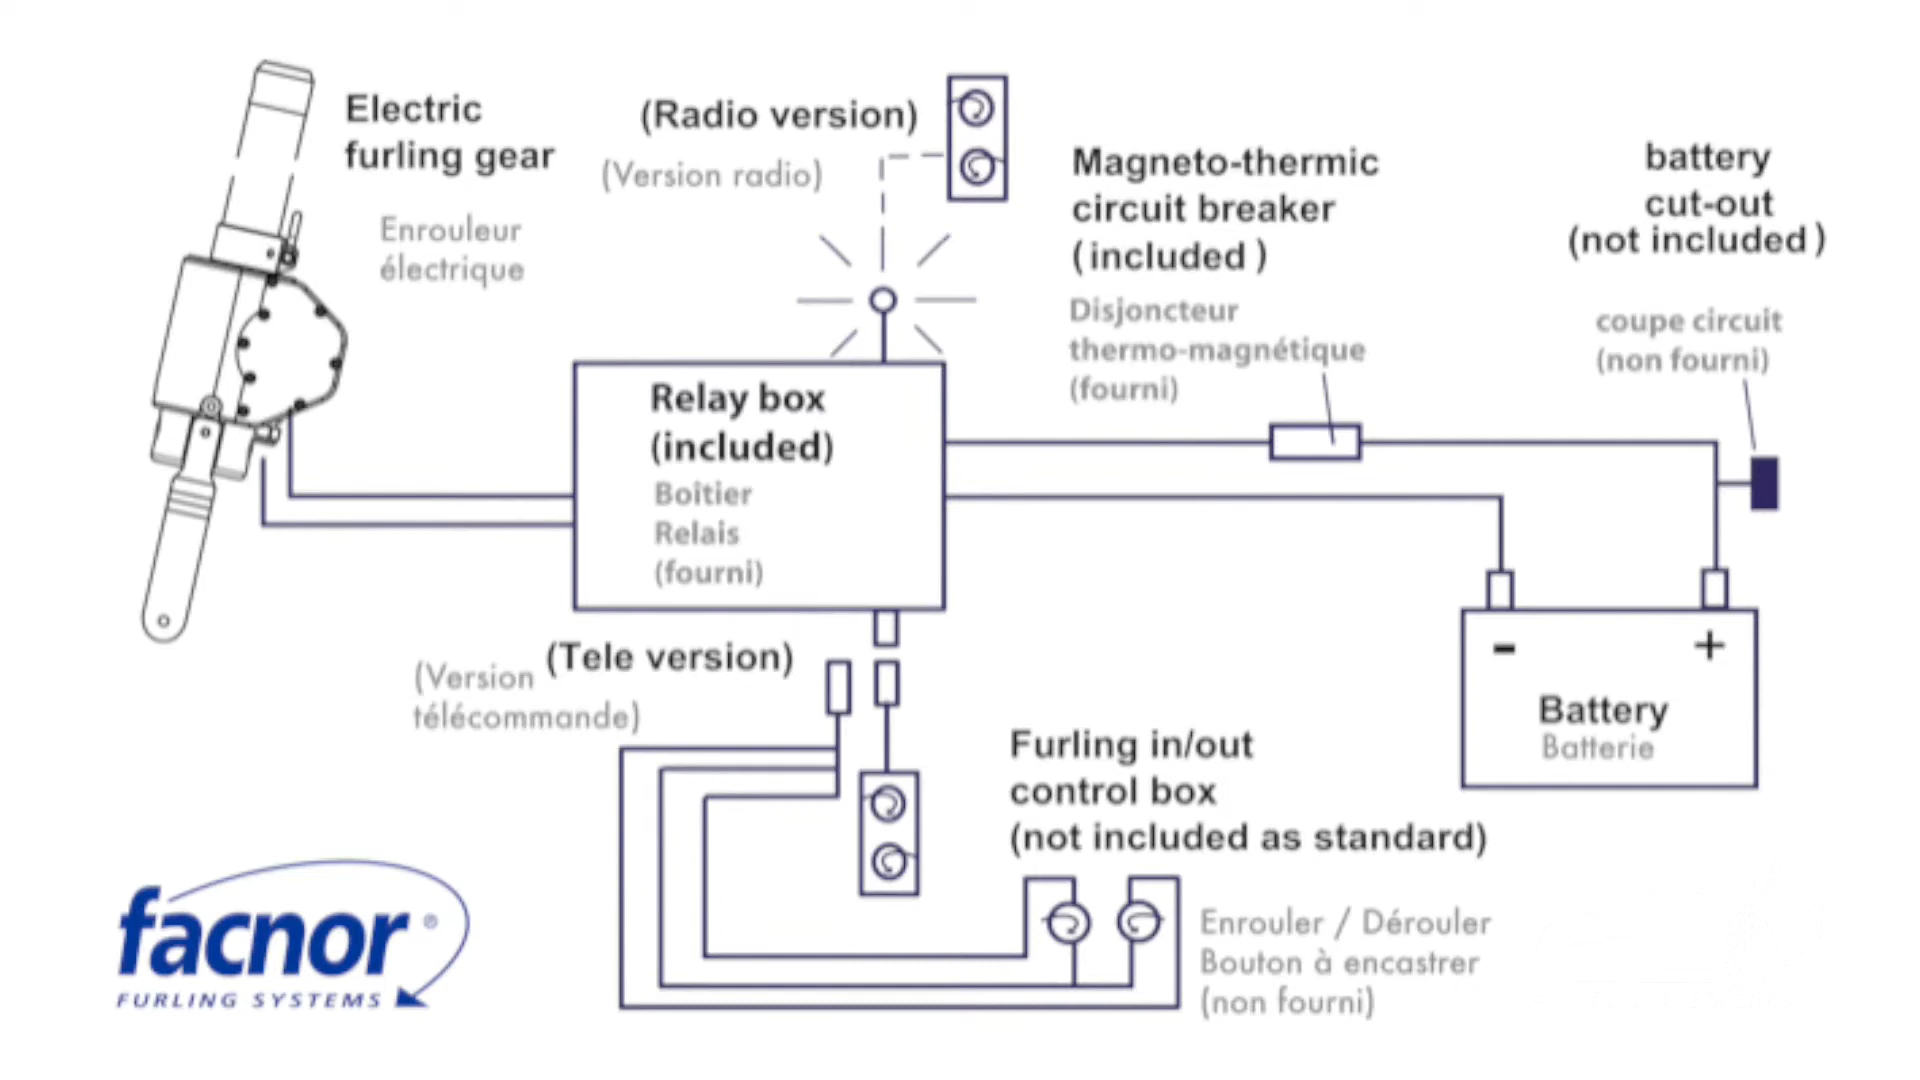 Electric
furling gear
Enrouleur
électrique
(Radio version)
(Version radio)
Magneto-thermic
circuit breaker
(included )
Disjoncteur
thermo-magnétique
(fourni)
battery
cut-out
(not included )
coupe circuit
(non fourni)
Relay box
(included)
Boîtier
Relais
(fourni)
(Tele version)
(Version
télécommande)
- +
Battery
Batterie
Furling in/out
control box
(not included as standard)
Enrouler / Dérouler
Bouton à encastrer
(non fourni)
facnor ®
FURLING SYSTEMS